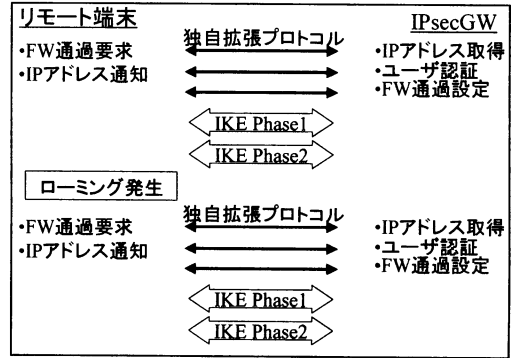 リモート端末
IPsecGW
•FW通過要求
•IPアドレス通知
独自拡張プロトコル
•IPアドレス取得
•ユーザ認証
•FW通過設定
IKE Phase1
IKE Phase2
ローミング発生
•FW通過要求
•IPアドレス通知
独自拡張プロトコル
•IPアドレス取得
•ユーザ認証
•FW通過設定
IKE Phase1
IKE Phase2